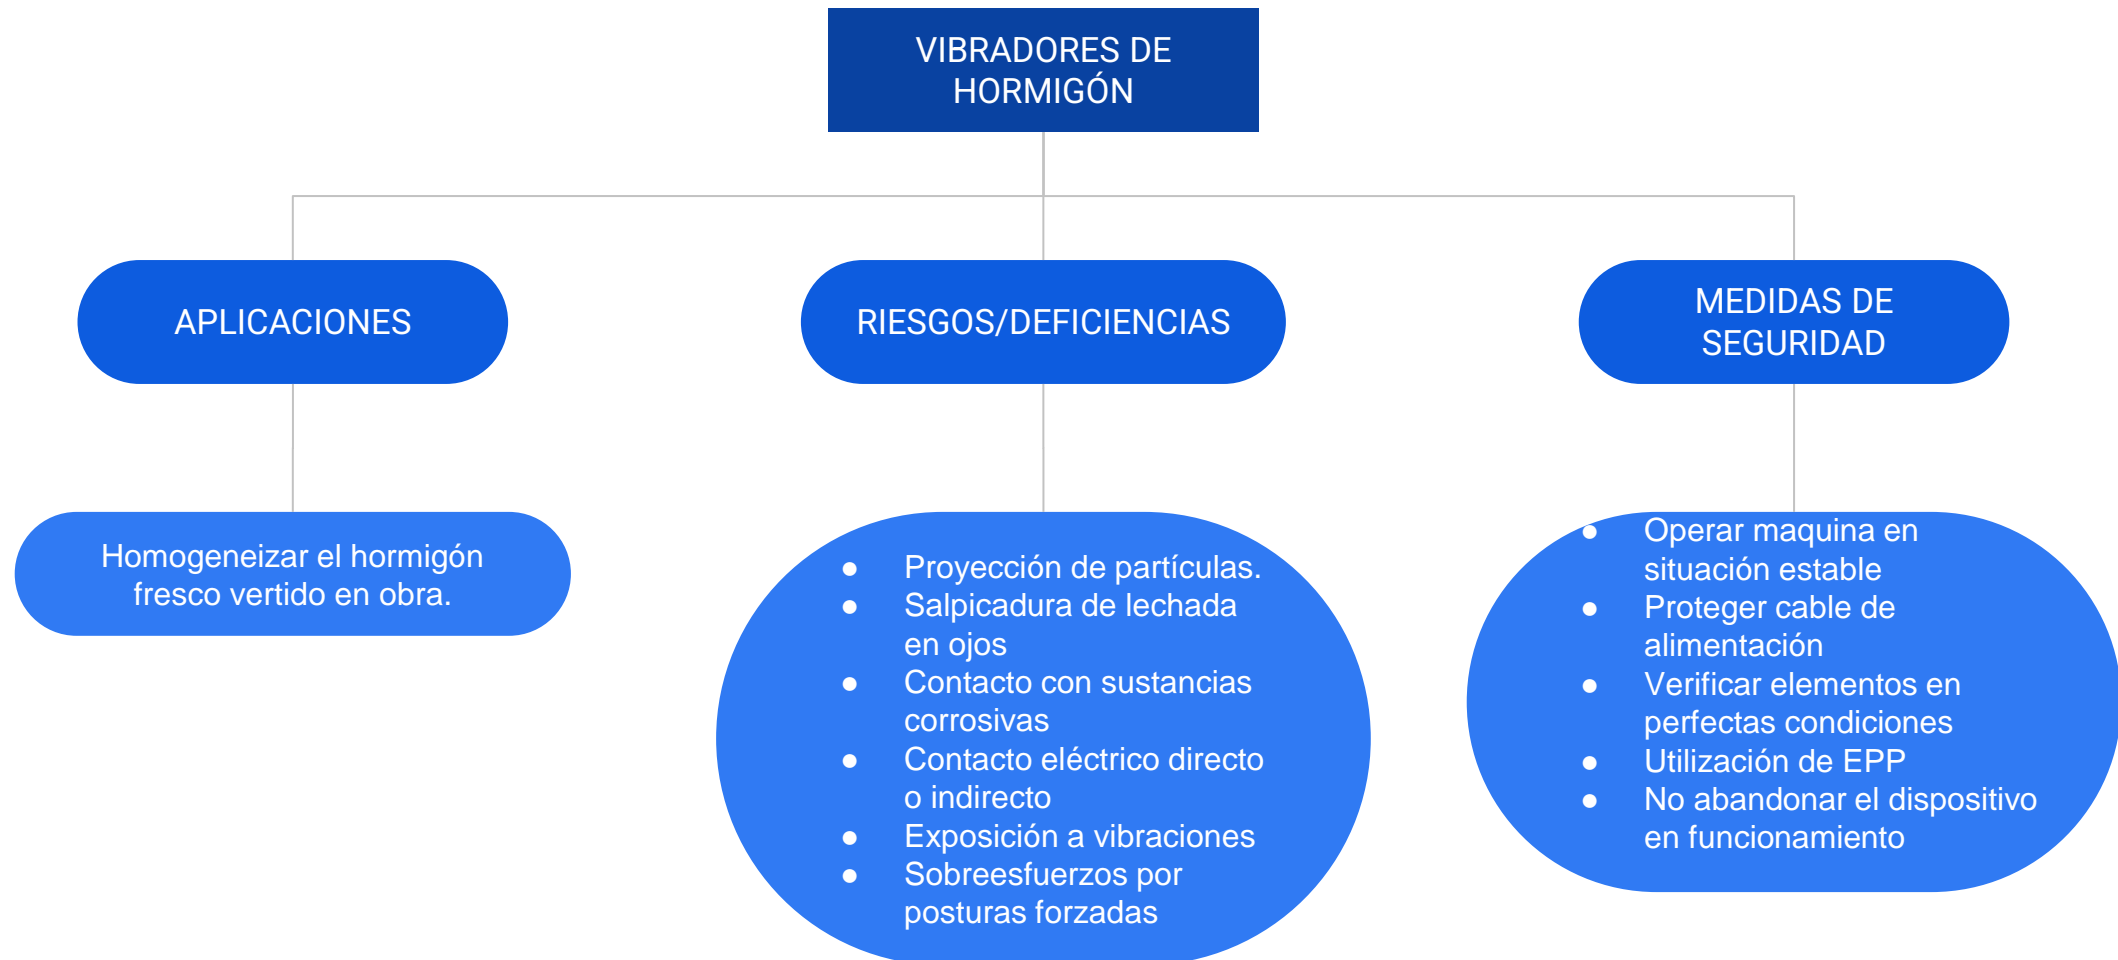 VIBRADORES DE
HORMIGÓN
APLICACIONES
RIESGOS/DEFICIENCIAS
MEDIDAS DE
SEGURIDAD
Homogeneizar el hormigón
fresco vertido en obra.
● Proyección de partículas.
● Salpicadura de lechada
en ojos
● Contacto con sustancias
corrosivas
● Contacto eléctrico directo
o indirecto
● Exposición a vibraciones
● Sobreesfuerzos por
posturas forzadas
● Operar maquina en
situación estable
● Proteger cable de
alimentación
● Verificar elementos en
perfectas condiciones
● Utilización de EPP
● No abandonar el dispositivo
en funcionamiento